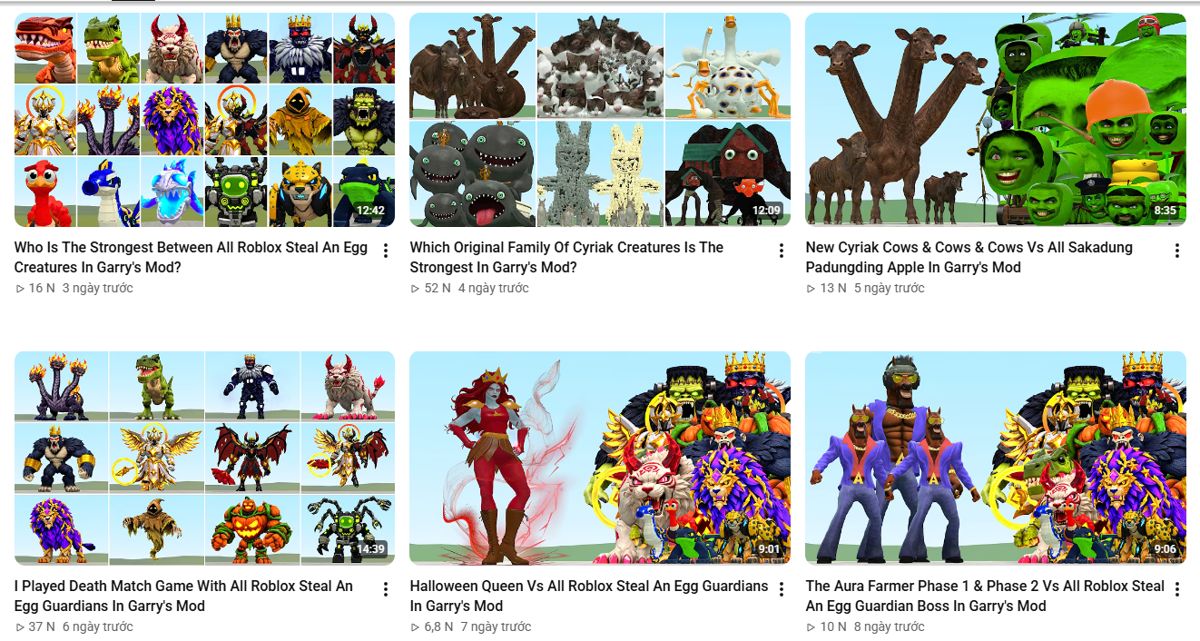 12:42
12:09
8:35
Who Is The Strongest Between All Roblox Steal An Egg
Creatures In Garry's Mod?
16 N 3 ngày trước
Which Original Family Of Cyriak Creatures Is The
Strongest In Garry's Mod?
52 N 4 ngày trước
New Cyriak Cows & Cows & Cows Vs All Sakadung
Padungding Apple In Garry's Mod
13 N 5 ngày trước
14:39
9:01
9:06
I Played Death Match Game With All Roblox Steal An
Egg Guardians In Garry's Mod
37 N 6 ngày trước
Halloween Queen Vs All Roblox Steal An Egg Guardians
In Garry's Mod
6,8 N 7 ngày trước
The Aura Farmer Phase 1 & Phase 2 Vs All Roblox Steal
An Egg Guardian Boss In Garry's Mod
10 N 8 ngày trước